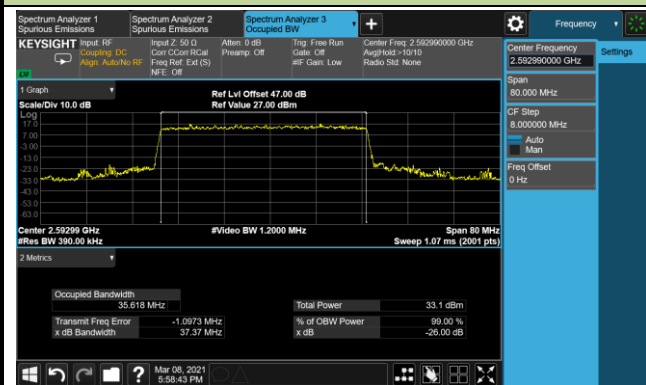 Spectrum Analyzer 1 Spectrum Analyzer 2 Spectrum Analyzer 3 Frequency
Spurious Emissions Spurious Emissions Occupied BW
KEYSIGHT Input: RF Input Z: 50 Ω Atten: 0 dB Trig: Free Run Center Freq: 2.592990000 GHz
Coupling: DC Corr CCorr RCal Preamp: Off Gate: Off Avg|Hold:>10/10
Align: Auto/No RF Freq Ref: Ext (S) #IF Gain: Low Radio Std: None
NFE: Off
Center Frequency Settings
2.592990000 GHz
Span
80.000 MHz
CF Step
8.000000 MHz
Auto
Man
Freq Offset
0 Hz
1 Graph
Scale/Div 10.0 dB
Ref Lvl Offset 47.00 dB
Ref Value 27.00 dBm
Log
17.0
7.00
-3.00
-13.0
-23.0
-33.0
-43.0
-53.0
-63.0
Center 2.59299 GHz #Video BW 1.2000 MHz Span 80 MHz
#Res BW 390.00 kHz Sweep 1.07 ms (2001 pts)
2 Metrics
Occupied Bandwidth
35.618 MHz Total Power 33.1 dBm
Transmit Freq Error -1.0973 MHz % of OBW Power 99.00 %
x dB Bandwidth 37.37 MHz x dB -26.00 dB
Mar 08, 2021
5:58:43 PM